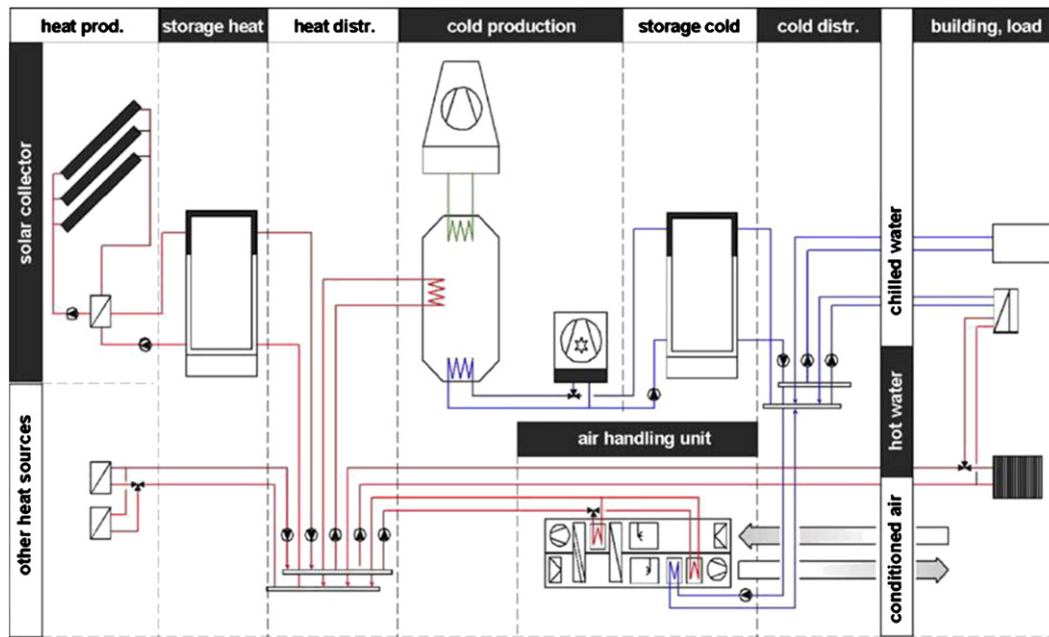 heat prod.
storage heat
heat distr.
cold production
storage cold
cold distr.
building, load
solar collector
chilled water
hot water
air handling unit
other heat sources
conditioned air